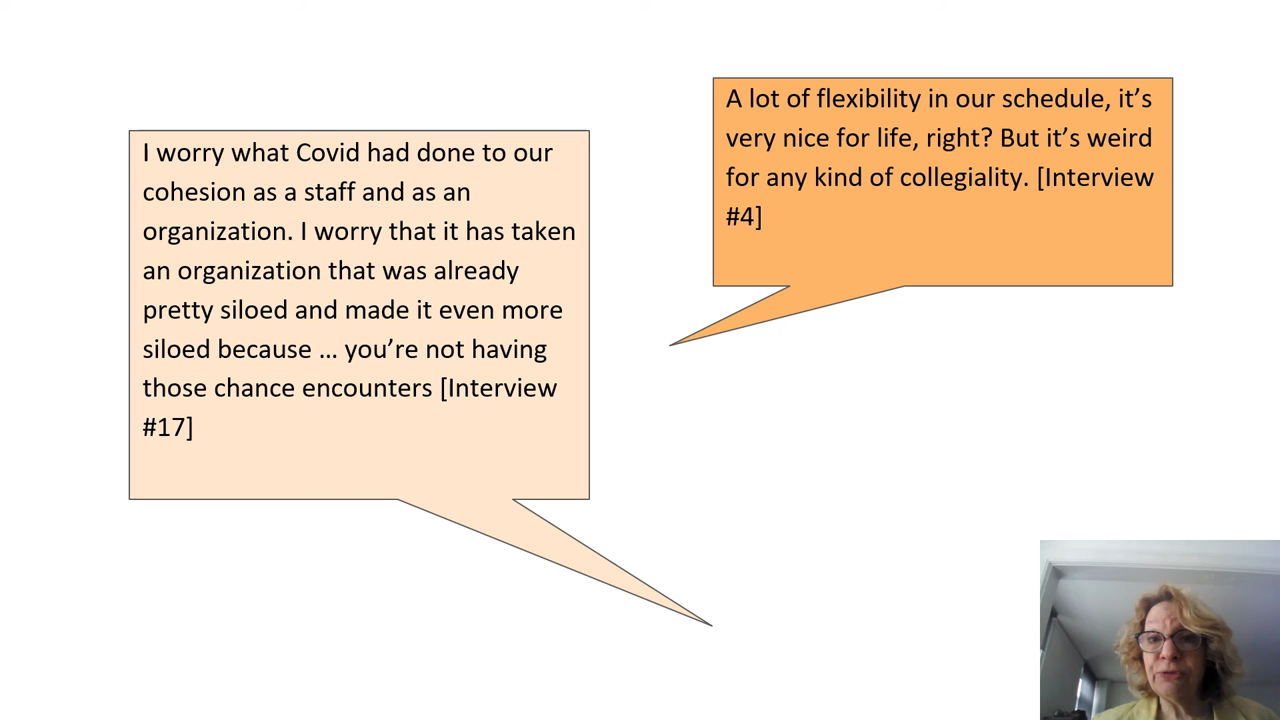 I worry what Covid had done to our
cohesion as a staff and as an
organization. I worry that it has taken
an organization that was already
pretty siloed and made it even more
siloed because … you’re not having
those chance encounters [Interview
#17]
A lot of flexibility in our schedule, it’s
very nice for life, right? But it’s weird
for any kind of collegiality. [Interview
#4]